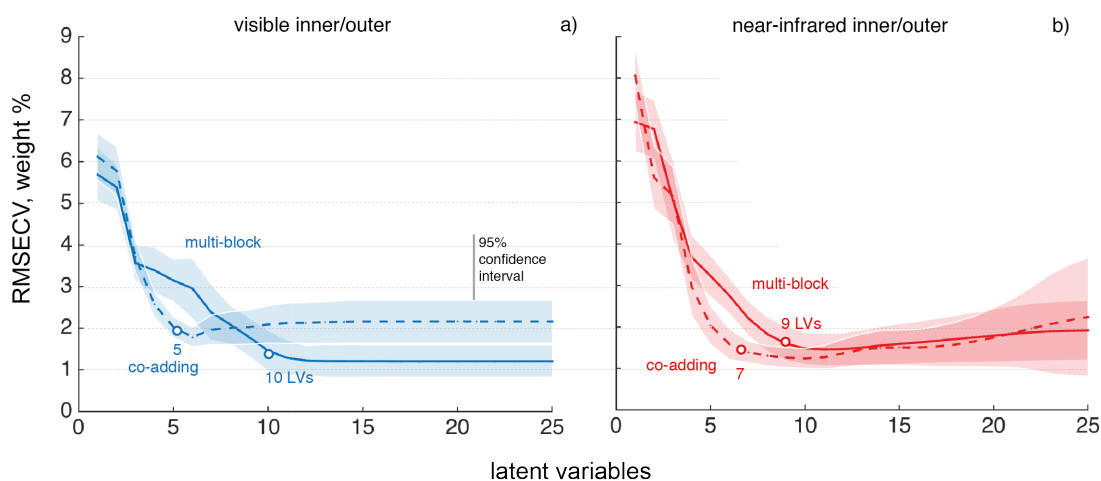 visible inner/outer
a)
near-infrared inner/outer
b)
RMSECV, weight %
9
8
7
6
5
4
3
2
1
0
multi-block
95%
confidence
interval
5
co-adding
10 LVs
0
5
10
15
20
25
multi-block
9 LVs
co-adding
7
0
5
10
15
20
25
latent variables